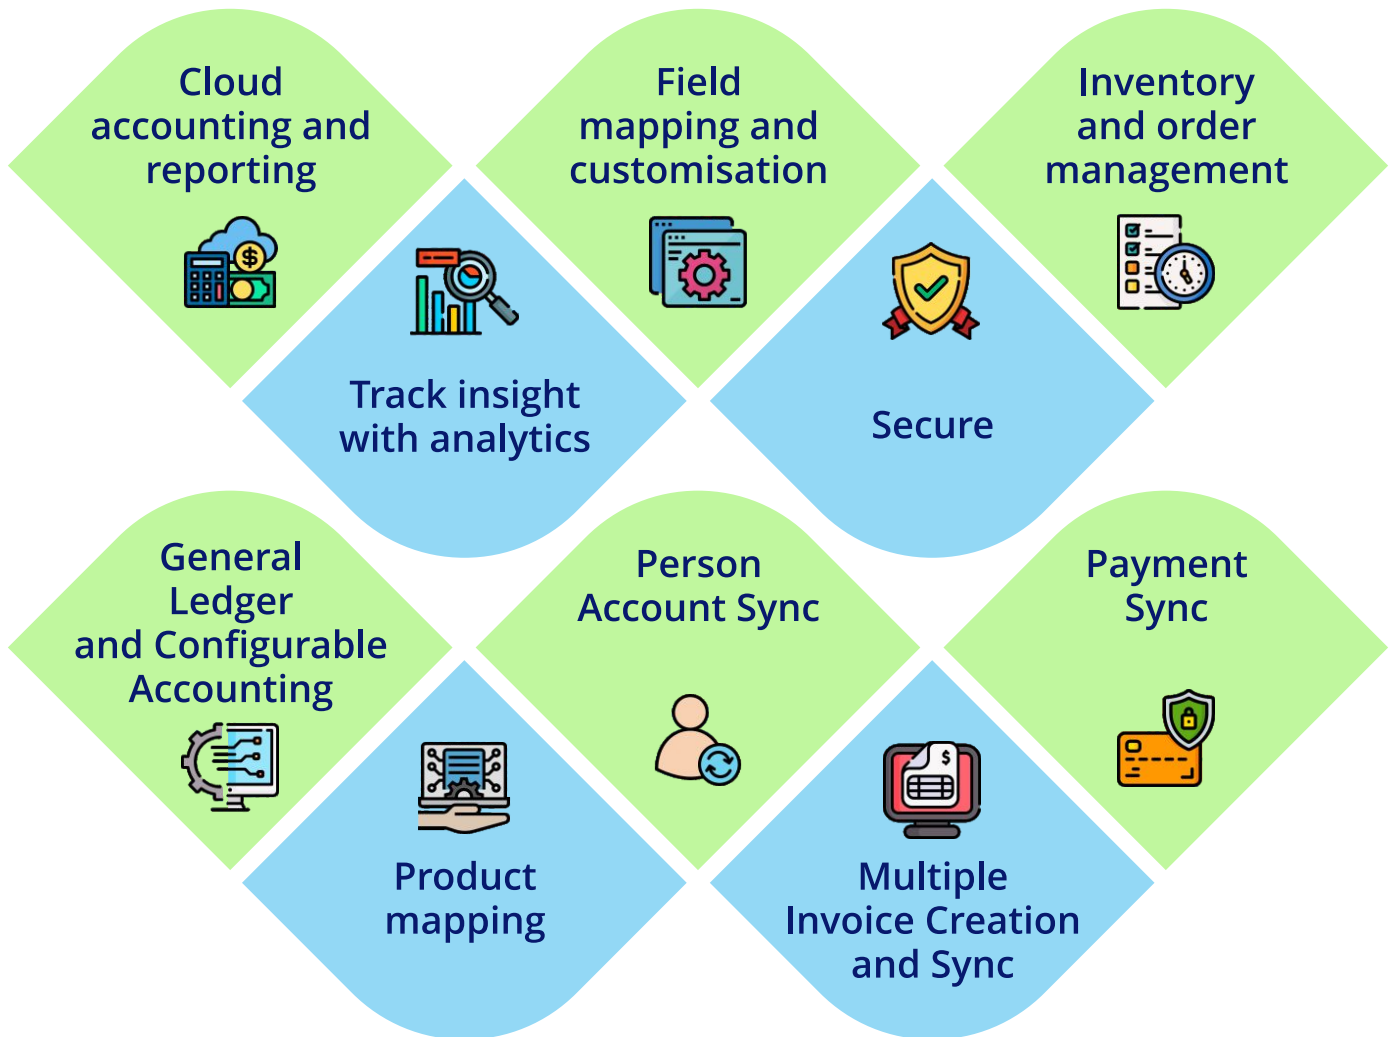 Cloud
accounting and
reporting
Field
mapping and
customisation
Inventory
and order
management
$
Track insight
with analytics
Secure
General
Ledger
and Configurable
Accounting
Person
Account Sync
Payment
Sync
$
Product
mapping
Multiple
Invoice Creation
and Sync